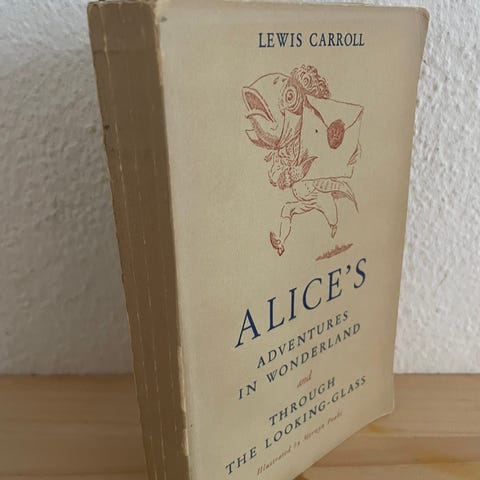 LEWIS CARROLL
ALICE'S
ADVENTURES
IN WONDERLAND
and
THROUGH
THE LOOKING-GLASS
Illustrated by Mervyn Peake